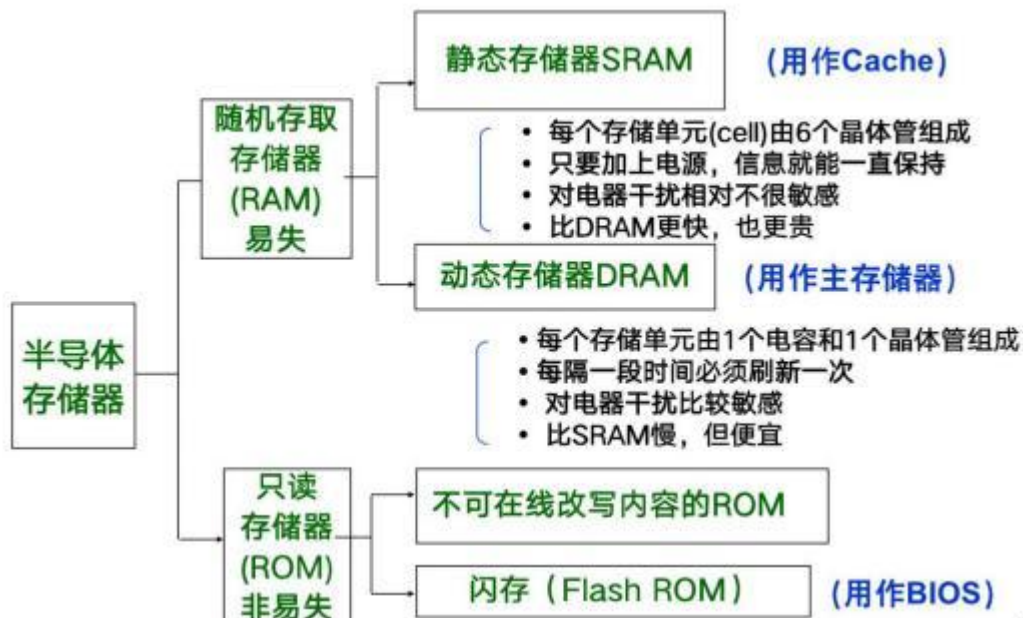 半导体
存储器
随机存取
存储器
(RAM)
易失
静态存储器SRAM (用作Cache)
• 每个存储单元(cell)由6个晶体管组成
• 只要加上电源，信息就能一直保持
• 对电器干扰相对不很敏感
• 比DRAM更快，也更贵
动态存储器DRAM (用作主存储器)
• 每个存储单元由1个电容和1个晶体管组成
• 每隔一段时间必须刷新一次
• 对电器干扰比较敏感
• 比SRAM慢，但便宜
只读
存储器
(ROM)
非易失
不可在线改写内容的ROM
闪存（Flash ROM） (用作BIOS)